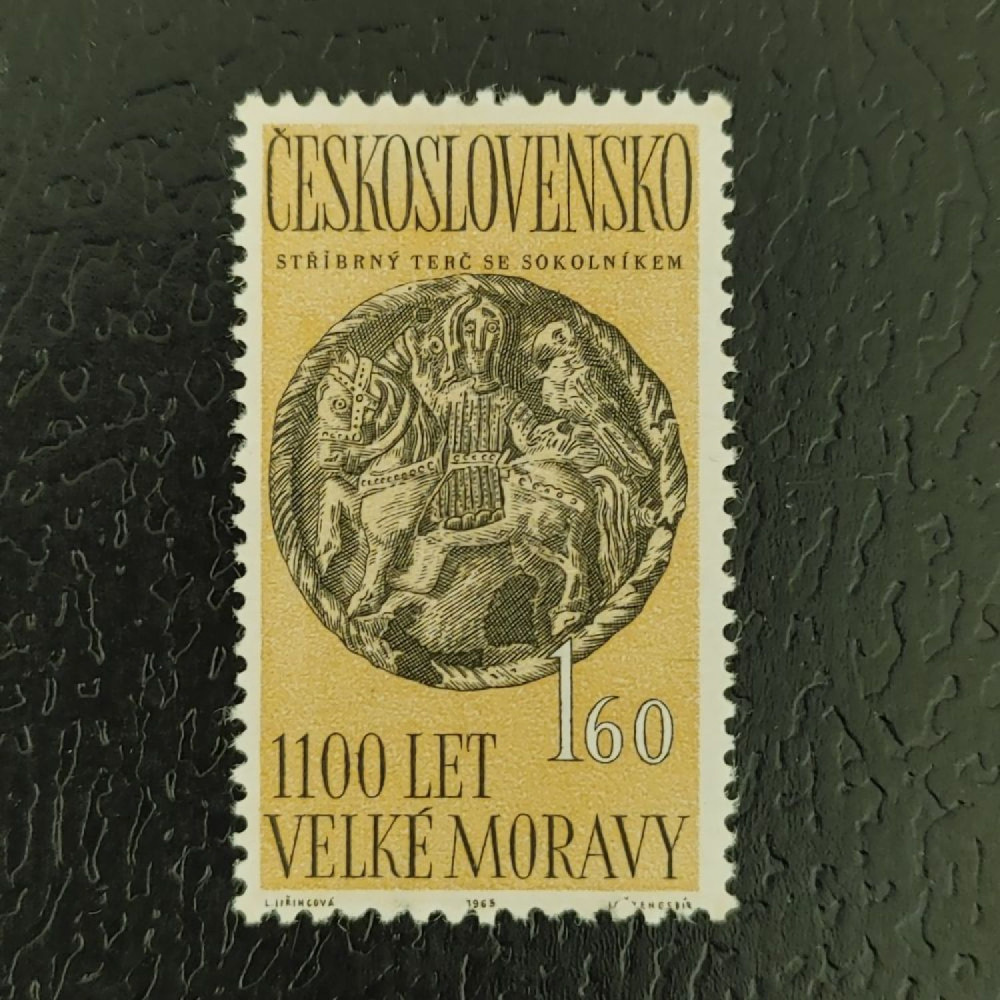 ČESKOSLOVENSKO
STŘÍBRNÝ TERČ SE SOKOLNÍKEM
1 60
1100 LET
VELKÉ MORAVY
L. JIŘINCOVÁ 1963